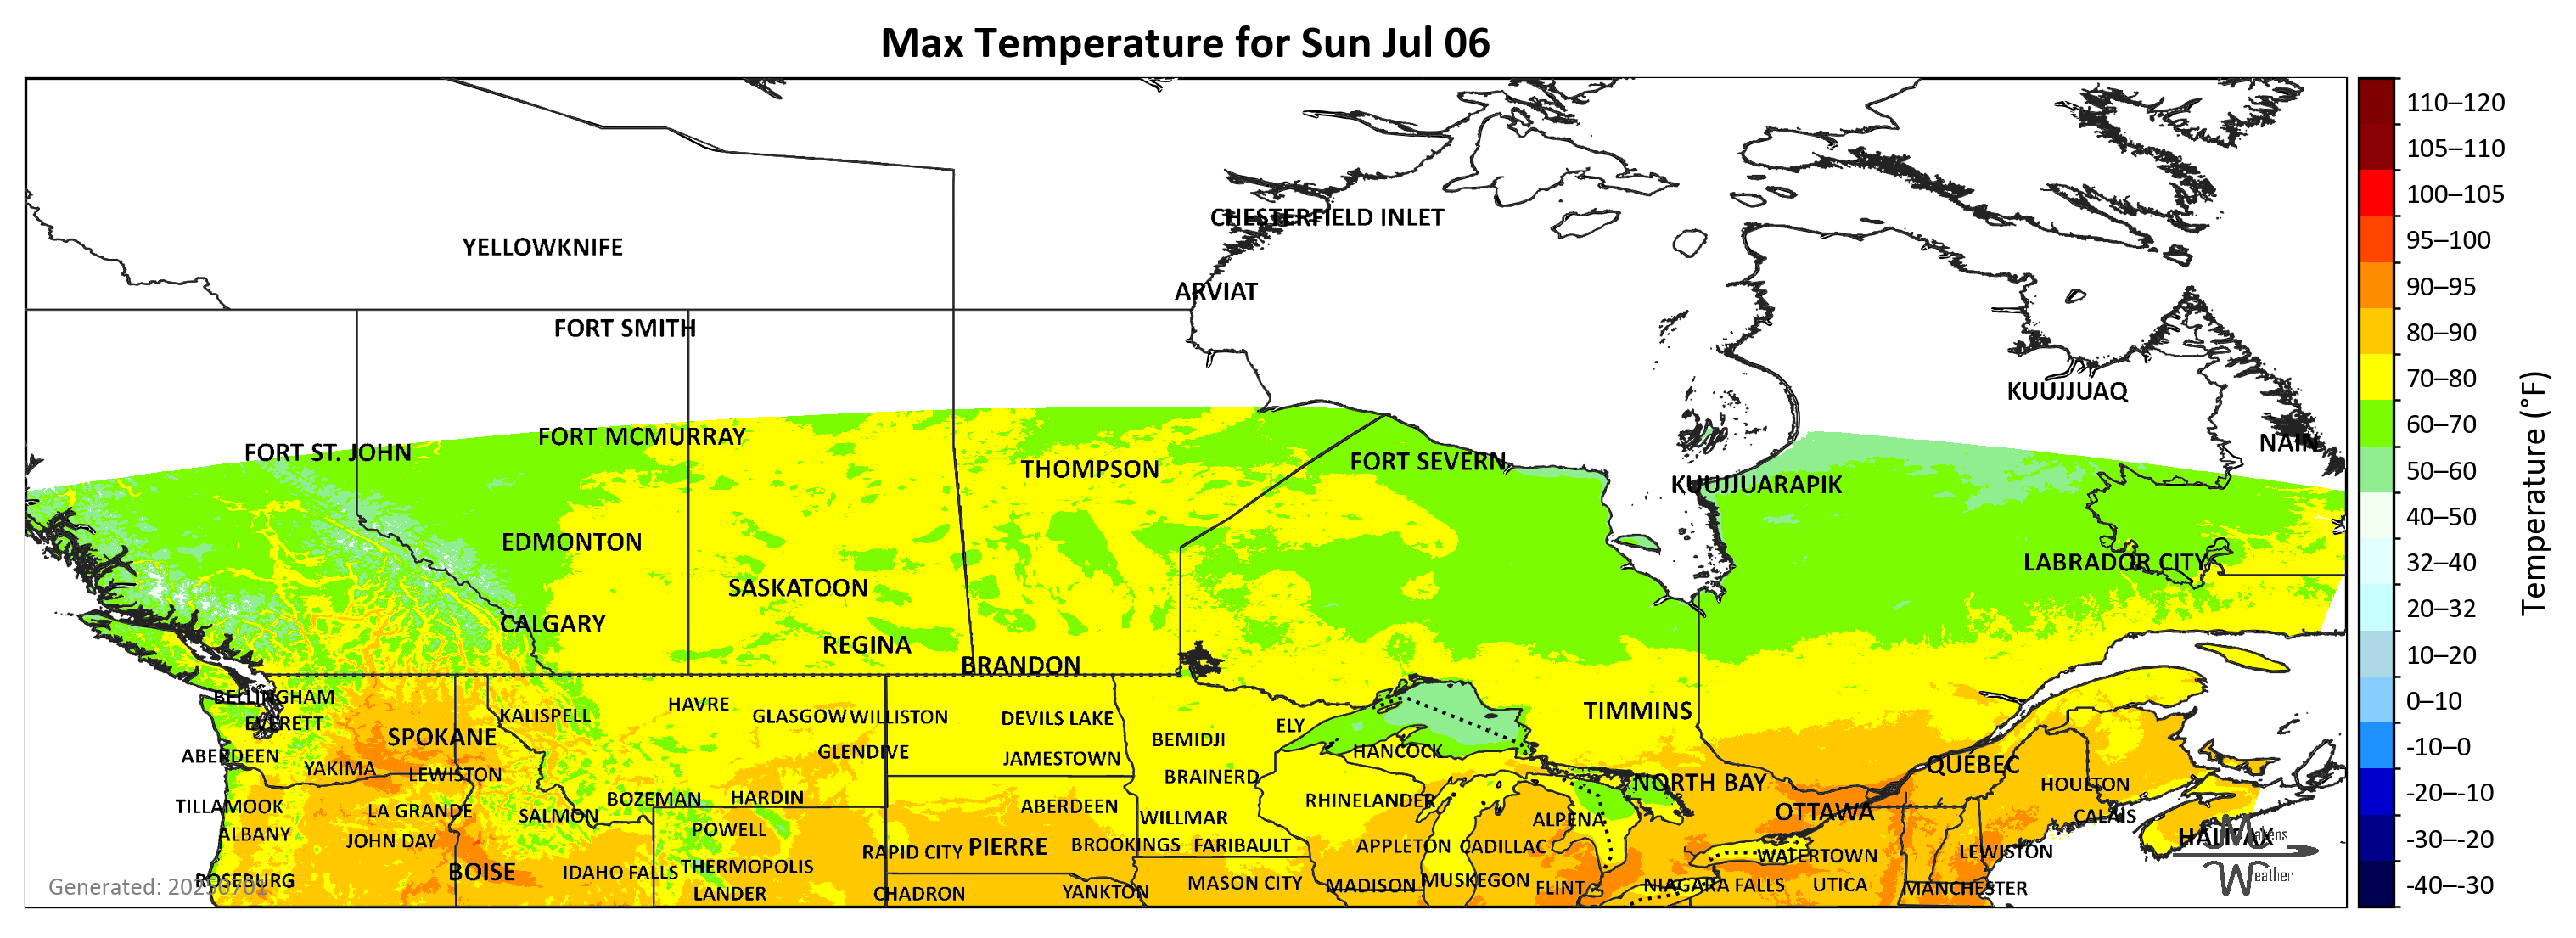 Max Temperature for Sun Jul 06
CHESTERFIELD INLET
YELLOWKNIFE
ARVIAT
FORT SMITH
KUUJJUAQ
FORT MCMURRAY
NAIN
FORT ST. JOHN
FORT SEVERN
THOMPSON
KUUJJUARAPIK
EDMONTON
LABRADOR CITY
SASKATOON
CALGARY
REGINA
BRANDON
BELLINGHAM
HAVRE
KALISPELL
GLASGOW
WILLISTON
DEVILS LAKE
TIMMINS
EVERETT
ELY
SPOKANE
BEMIDJI
HANCOCK
GLENDIVE
ABERDEEN
JAMESTOWN
QUÉBEC
YAKIMA
LEWISTON
BRAINERD
NORTH BAY
HOULTON
BOZEMAN
HARDIN
RHINELANDER
TILLAMOOK
LA GRANDE
ABERDEEN
SALMON
WILLMAR
OTTAWA
CALAIS
ALPENA
POWELL
ALBANY
JOHN DAY
HALIFAX
Makens
Weather
RAPID CITY
PIERRE
BROOKINGS
FARIBAULT
APPLETON
CADILLAC
LEWISTON
WATERTOWN
THERMOPOLIS
BOISE
IDAHO FALLS
ROSEBURG
MASON CITY
MADISON
MUSKEGON
FLINT
NIAGARA FALLS
UTICA
MANCHESTER
Generated: 20250701
LANDER
CHADRON
YANKTON
110–120
105–110
100–105
95–100
90–95
80–90
70–80
60–70
50–60
40–50
32–40
20–32
10–20
0–10
-10–0
-20–-10
-30–-20
-40–-30
Temperature (°F)